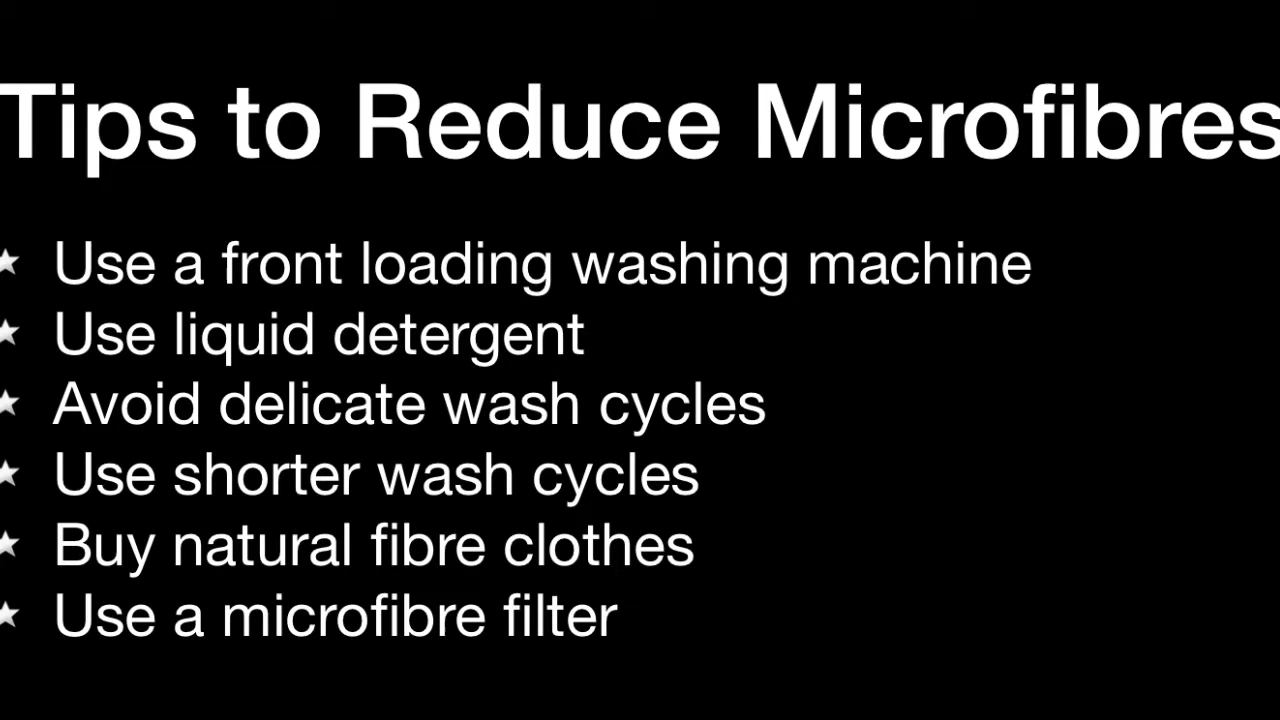 Tips to Reduce Microfibres
★ Use a front loading washing machine
★ Use liquid detergent
★ Avoid delicate wash cycles
★ Use shorter wash cycles
★ Buy natural fibre clothes
★ Use a microfibre filter